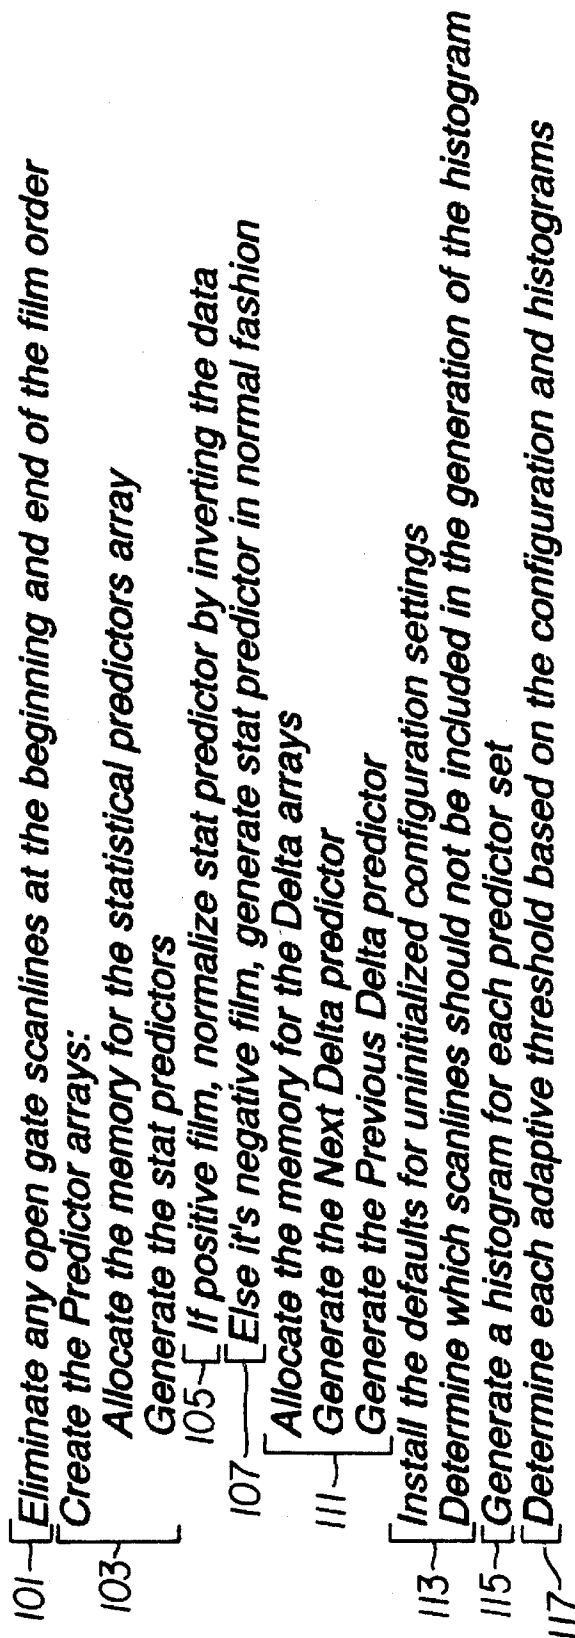 101 Eliminate any open gate scanlines at the beginning and end of the film order
103 Create the Predictor arrays:
Allocate the memory for the statistical predictors array
Generate the stat predictors
105 If positive film, normalize stat predictor by inverting the data
107 Else it's negative film, generate stat predictor in normal fashion
111 Allocate the memory for the Delta arrays
Generate the Next Delta predictor
Generate the Previous Delta predictor
113 Install the defaults for uninitialized configuration settings
Determine which scanlines should not be included in the generation of the histogram
115 Generate a histogram for each predictor set
117 Determine each adaptive threshold based on the configuration and histograms